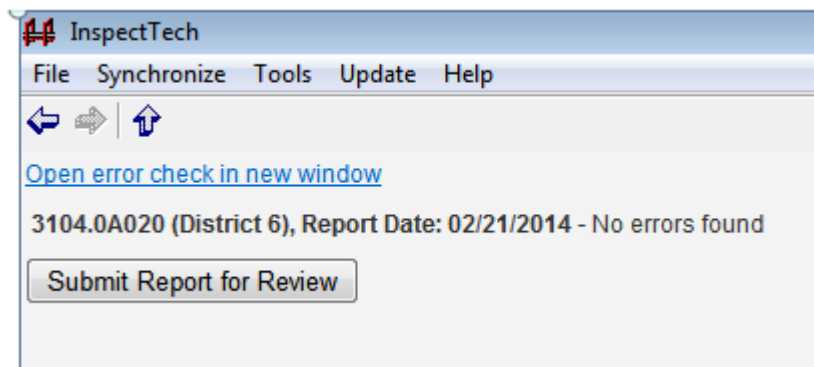 InspectTech
File Synchronize Tools Update Help
Open error check in new window
3104.0A020 (District 6), Report Date: 02/21/2014 - No errors found
Submit Report for Review